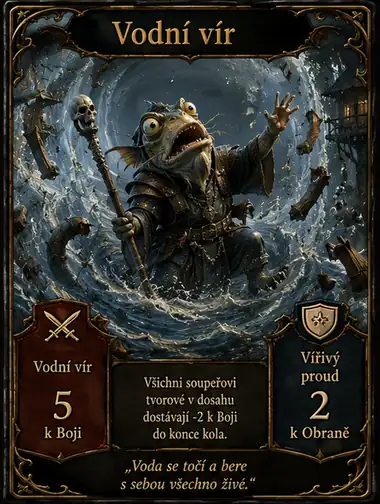 Vodní vír
Vodní vír
5
k Boji
Všichni soupeřovi
tvorové v dosahu
dostávají -2 k Boji
do konce kola.
Vířivý
proud
2
k Obraně
„Voda se točí a bere
s sebou všechno živé.“